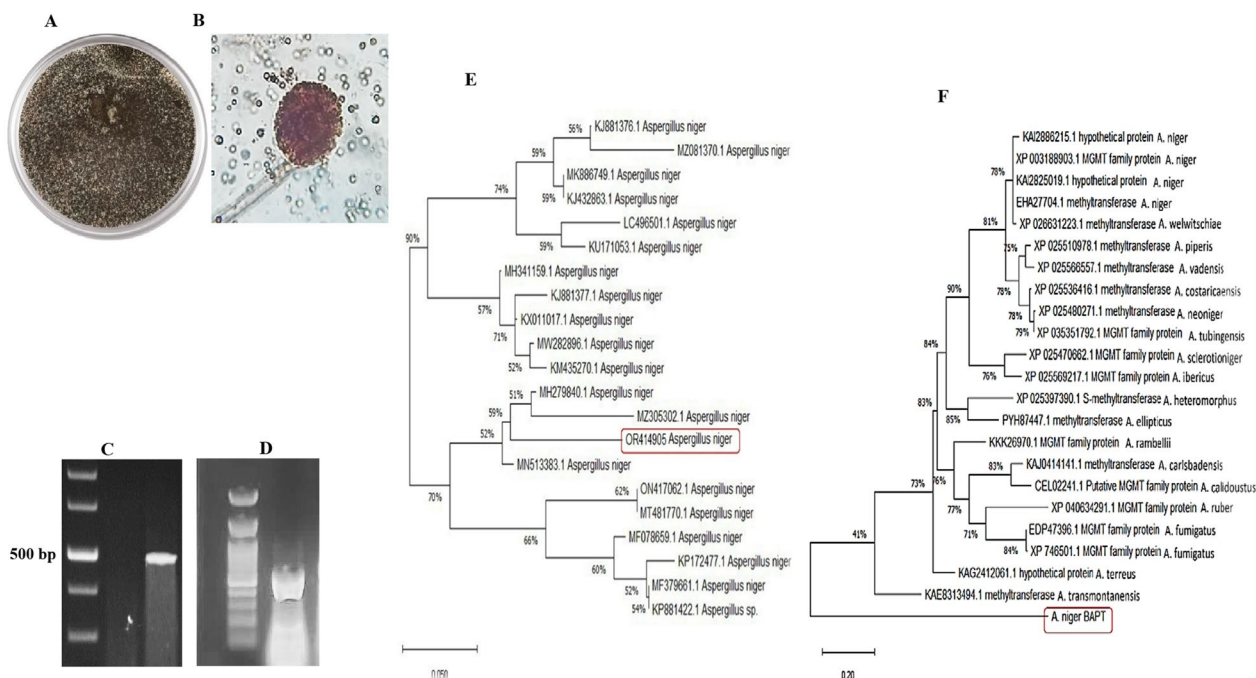 A
B
C
D
500 bp
E
56%
KJ881376.1 Aspergillus niger
59%
MZ081370.1 Aspergillus niger
MK886749.1 Aspergillus niger
74%
59%
KJ432863.1 Aspergillus niger
LC496501.1 Aspergillus niger
59%
KU171053.1 Aspergillus niger
90%
MH341159.1 Aspergillus niger
57%
KJ881377.1 Aspergillus niger
KX011017.1 Aspergillus niger
71%
MW282896.1 Aspergillus niger
52%
KM435270.1 Aspergillus niger
51%
MH279840.1 Aspergillus niger
59%
MZ305302.1 Aspergillus niger
52%
OR414905 Aspergillus niger
MN513383.1 Aspergillus niger
70%
62%
ON417062.1 Aspergillus niger
MT481770.1 Aspergillus niger
66%
MF078659.1 Aspergillus niger
60%
KP172477.1 Aspergillus niger
52%
MF379661.1 Aspergillus niger
54%
KP881422.1 Aspergillus sp.
0.050
F
KAI2886215.1 hypothetical protein A. niger
XP 003188903.1 MGMT family protein A. niger
78%
KA2825019.1 hypothetical protein A. niger
EHA27704.1 methyltransferase A. niger
81%
XP 026631223.1 methyltransferase A. welwitschiae
75%
XP 025510978.1 methyltransferase A. piperis
XP 025566557.1 methyltransferase A. vadensis
78%
90%
XP 025536416.1 methyltransferase A. costaricaensis
78%
XP 025480271.1 methyltransferase A. neoniger
79%
XP 035351792.1 MGMT family protein A. tubingensis
84%
XP 025470662.1 MGMT family protein A. sclerotioniger
76%
XP 025569217.1 MGMT family protein A. ibericus
83%
XP 025397390.1 S-methyltransferase A. heteromorphus
85%
PYH87447.1 methyltransferase A. ellipticus
KKK26970.1 MGMT family protein A. rambellii
76%
83%
KAJ0414141.1 methyltransferase A. carlsbadensis
73%
CEL02241.1 Putative MGMT family protein A. calidoustus
77%
XP 040634291.1 MGMT family protein A. ruber
71%
EDP47396.1 MGMT family protein A. fumigatus
84%
XP 746501.1 MGMT family protein A. fumigatus
41%
KAG2412061.1 hypothetical protein A. terreus
KAE8313494.1 methyltransferase A. transmontanensis
A. niger BAPT
0.20